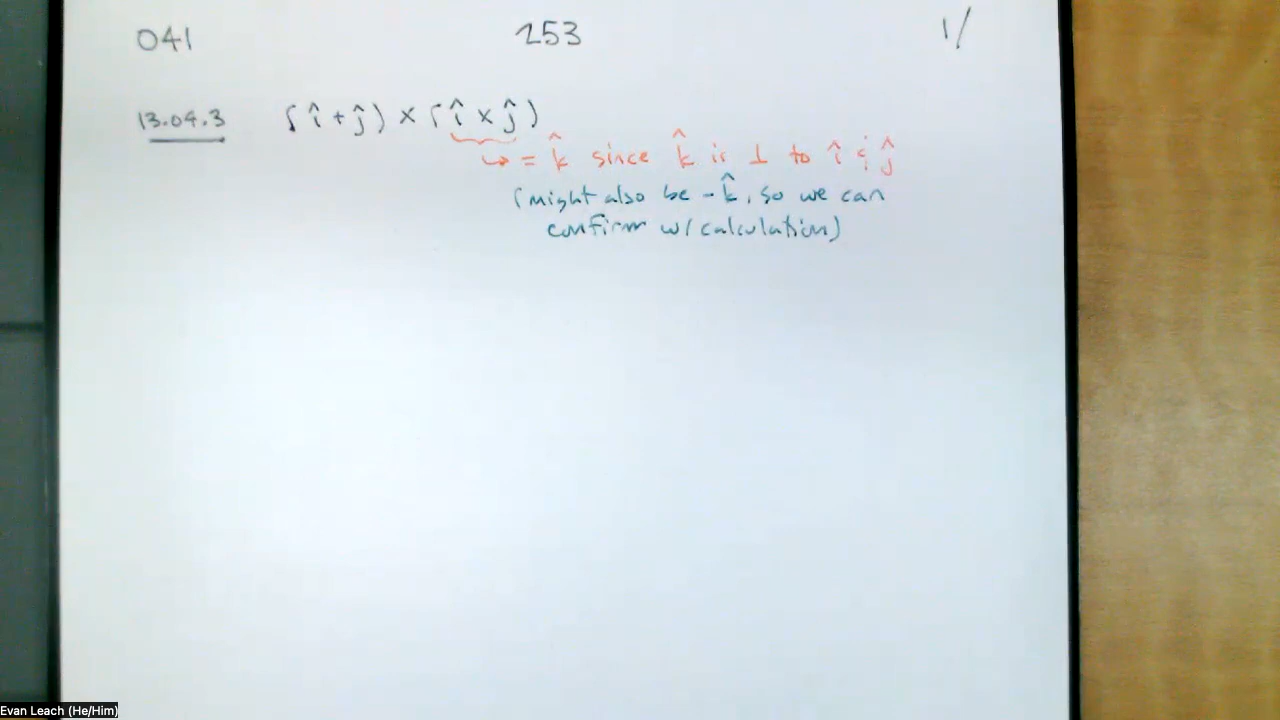 041 253 1/
13.04.3 (î + ĵ) × (î × ĵ)
↳ = k̂ since k̂ is ⊥ to î & ĵ
(might also be -k̂, so we can
confirm w/ calculation)
Evan Leach (He/Him)